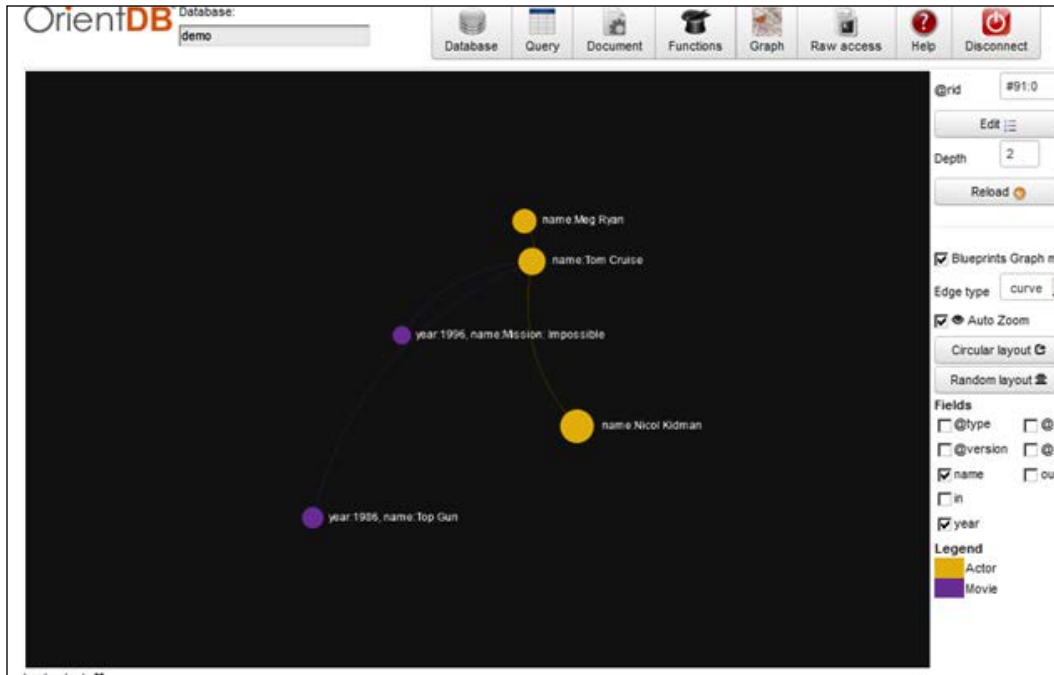 OrientDB
Database:
demo
Database Query Document Functions Graph Raw access Help Disconnect
@rid #91:0
Edit
Depth 2
Reload
name:Meg Ryan
name:Tom Cruise
year:1996, name:Mission: Impossible
name:Nicol Kidman
year:1986, name:Top Gun
Blueprints Graph m
Edge type curve
Auto Zoom
Circular layout
Random layout
Fields
@type @
@version @
name ou
in
year
Legend
Actor
Movie